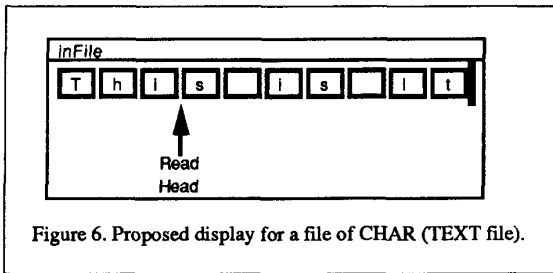 inFile
T h i s   i s   I t
Read
Head
Figure 6. Proposed display for a file of CHAR (TEXT file).